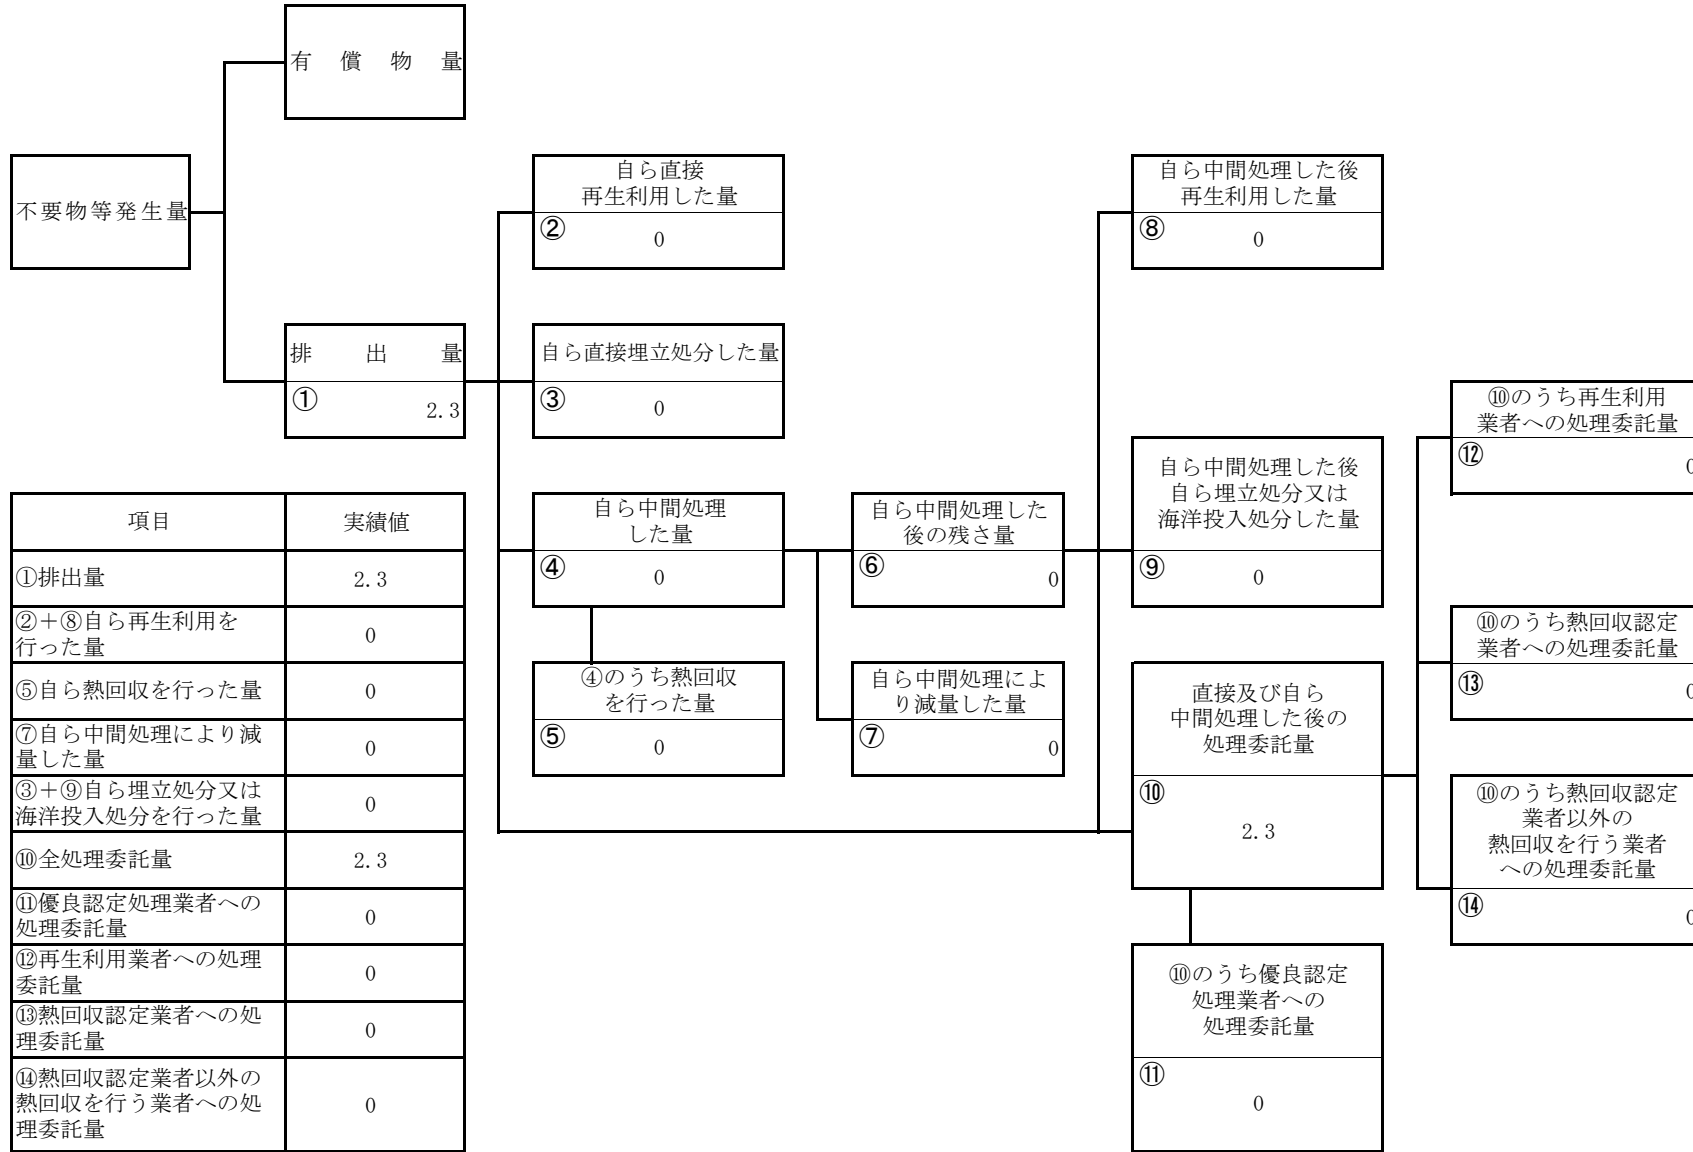 有償物量
不要物等発生量
自ら直接
再生利用した量
②
0
自ら中間処理した後
再生利用した量
⑧
0
排出量
①
2.3
自ら直接埋立処分した量
③
0
⑩のうち再生利用
業者への処理委託量
⑫
0
自ら中間処理した後
自ら埋立処分又は
海洋投入処分した量
⑨
0
自ら中間処理
した量
④
0
自ら中間処理した
後の残さ量
⑥
0
⑩のうち熱回収認定
業者への処理委託量
⑬
0
④のうち熱回収
を行った量
⑤
0
自ら中間処理によ
り減量した量
⑦
0
直接及び自ら
中間処理した後の
処理委託量
⑩
2.3
⑩のうち熱回収認定
業者以外の
熱回収を行う業者
への処理委託量
⑭
0
⑩のうち優良認定
処理業者への
処理委託量
⑪
0
項目 実績値
①排出量 2.3
②＋⑧自ら再生利用を
行った量 0
⑤自ら熱回収を行った量 0
⑦自ら中間処理により減
量した量 0
③＋⑨自ら埋立処分又は
海洋投入処分を行った量 0
⑩全処理委託量 2.3
⑪優良認定処理業者への
処理委託量 0
⑫再生利用業者への処理
委託量 0
⑬熱回収認定業者への処
理委託量 0
⑭熱回収認定業者以外の
熱回収を行う業者への処
理委託量 0